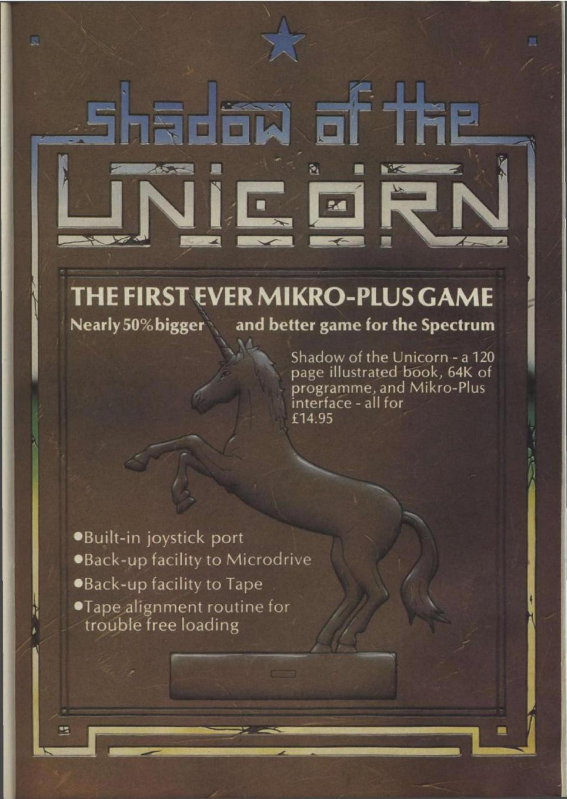 shadow of the
UNICORN
THE FIRST EVER MIKRO-PLUS GAME
Nearly 50% bigger and better game for the Spectrum
Shadow of the Unicorn - a 120
page illustrated book, 64K of
programme, and Mikro-Plus
interface - all for
£14.95
•Built-in joystick port
•Back-up facility to Microdrive
•Back-up facility to Tape
•Tape alignment routine for
trouble free loading